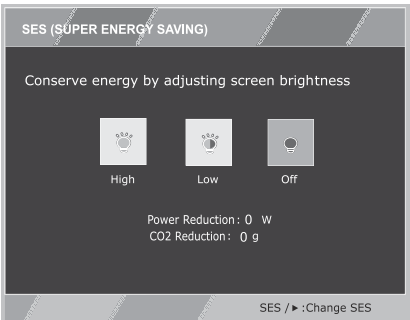 SES (SUPER ENERGY SAVING)
Conserve energy by adjusting screen brightness
High Low Off
Power Reduction : 0 W
CO2 Reduction : 0 g
SES / ▶ :Change SES